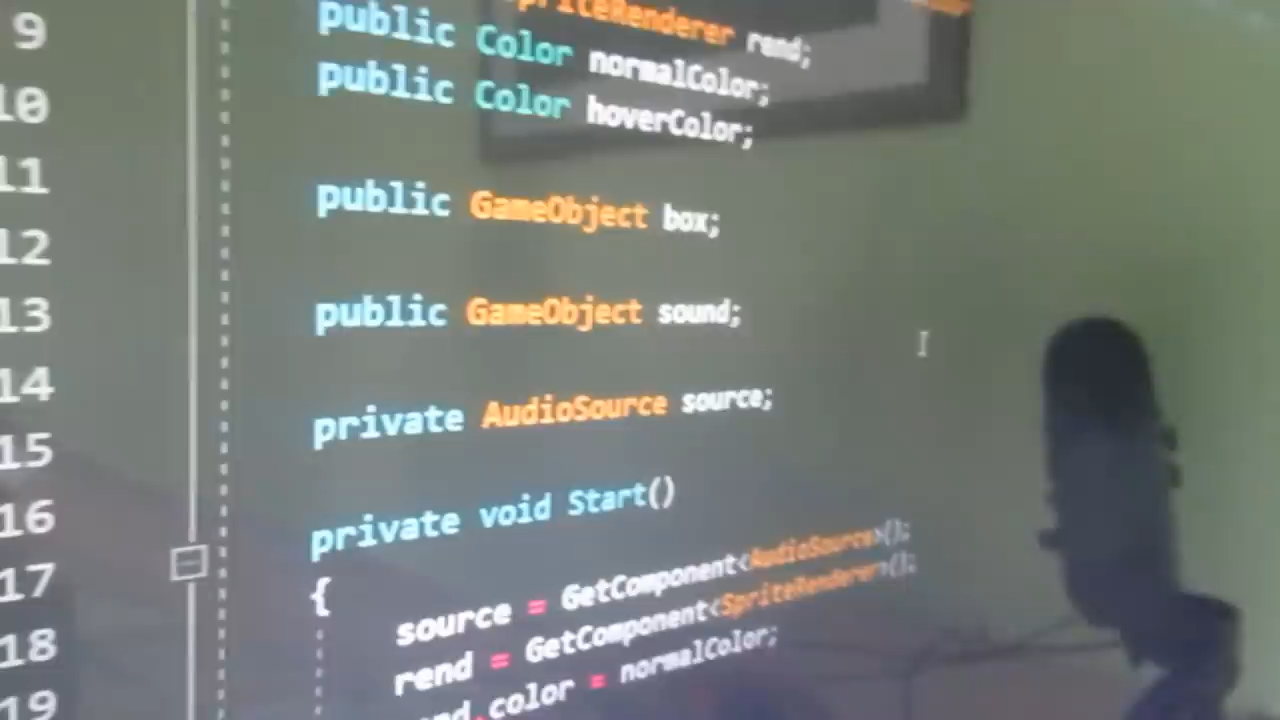 SpriteRenderer rend;
9 public Color normalColor;
10 public Color hoverColor;
11
12 public GameObject box;
13
14 public GameObject sound;
15
16 private AudioSource source;
17
18 private void Start()
19 {
source = GetComponent<AudioSource>();
rend = GetComponent<SpriteRenderer>();
rend.color = normalColor;